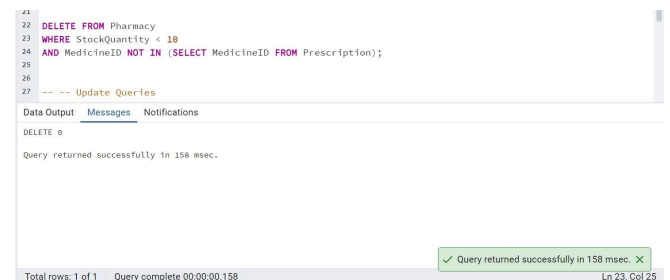 21
22 DELETE FROM Pharmacy
23 WHERE StockQuantity < 10
24 AND MedicineID NOT IN (SELECT MedicineID FROM Prescription);
25
26
27 -- -- Update Queries
Data Output Messages Notifications
DELETE 0
Query returned successfully in 158 msec.
Query returned successfully in 158 msec.
Total rows: 1 of 1 Query complete 00:00:00.158 Ln 23, Col 25